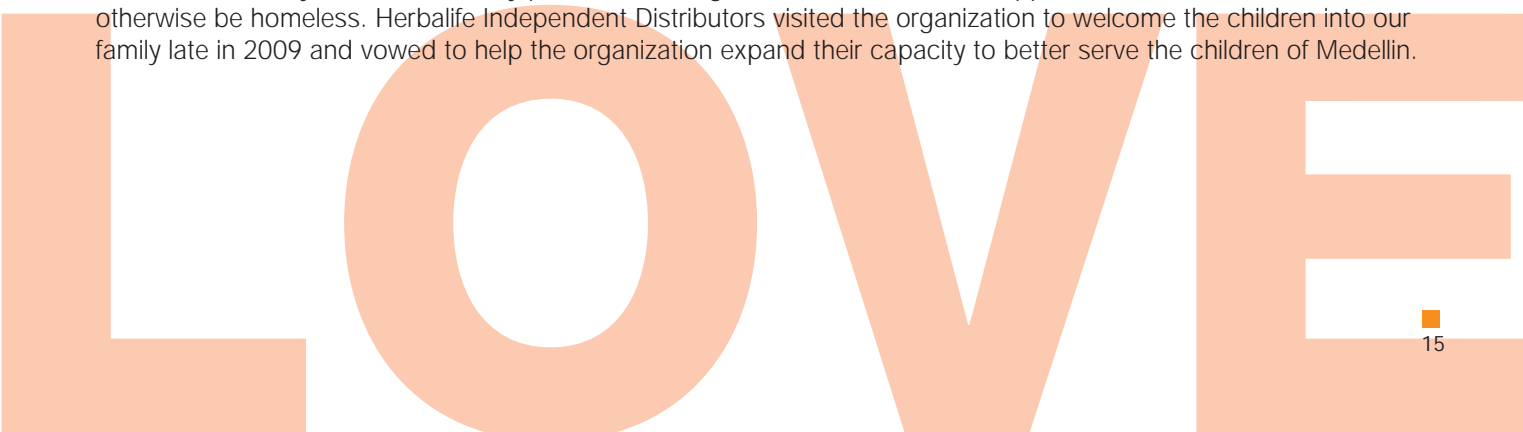 otherwise be homeless. Herbalife Independent Distributors visited the organization to welcome the children into our
family late in 2009 and vowed to help the organization expand their capacity to better serve the children of Medellin.
LOVE
15